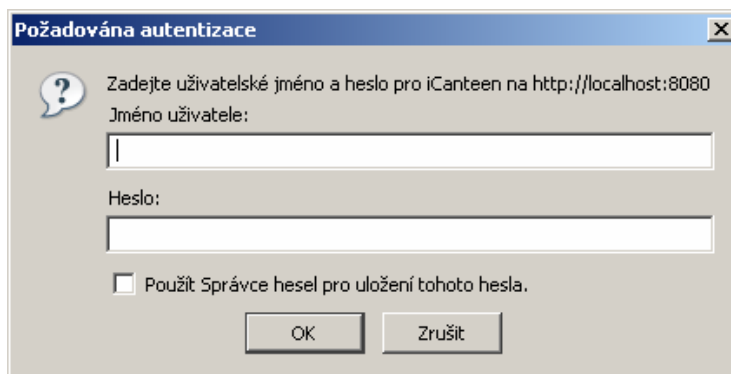 Požadována autentizace
Zadejte uživatelské jméno a heslo pro iCanteen na http://localhost:8080
Jméno uživatele:
Heslo:
Použít Správce hesel pro uložení tohoto hesla.
OK
Zrušit